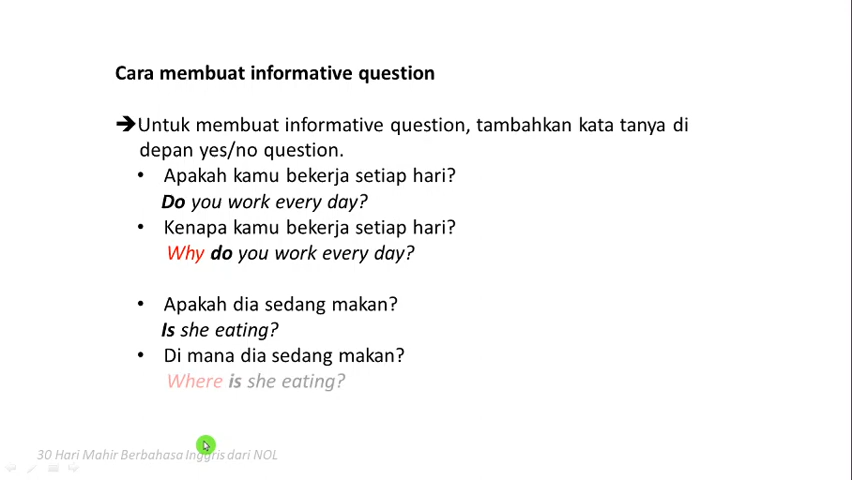 Cara membuat informative question
➔Untuk membuat informative question, tambahkan kata tanya di
depan yes/no question.
• Apakah kamu bekerja setiap hari?
Do you work every day?
• Kenapa kamu bekerja setiap hari?
Why do you work every day?
• Apakah dia sedang makan?
Is she eating?
• Di mana dia sedang makan?
Where is she eating?
30 Hari Mahir Berbahasa Inggris dari NOL